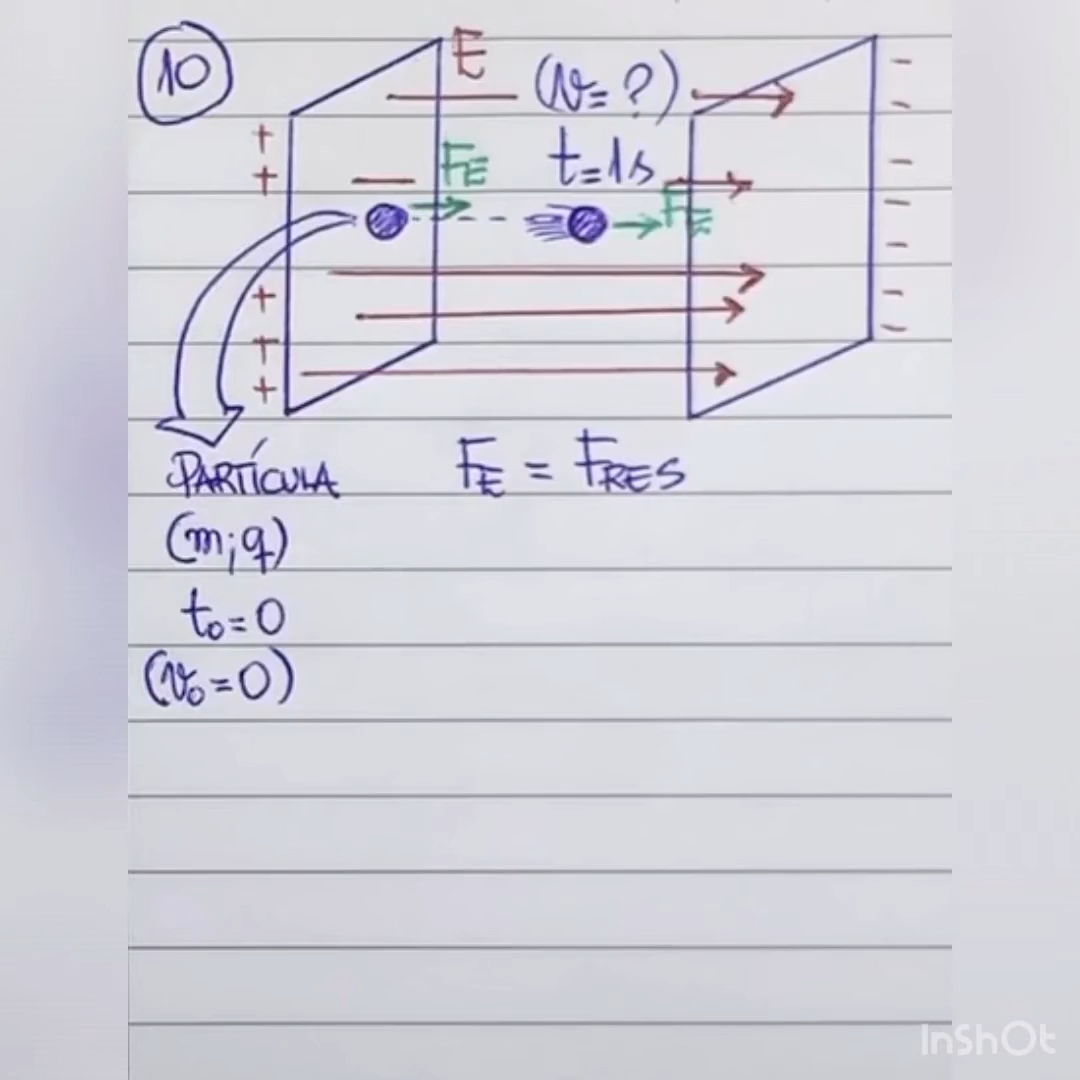 10
E
(v = ?)
t = 1s
FE
FE
+ + + + +
- - - - - - -
PARTÍCULA
FE = FRES
(m; q)
t0 = 0
(v0 = 0)
InShOt